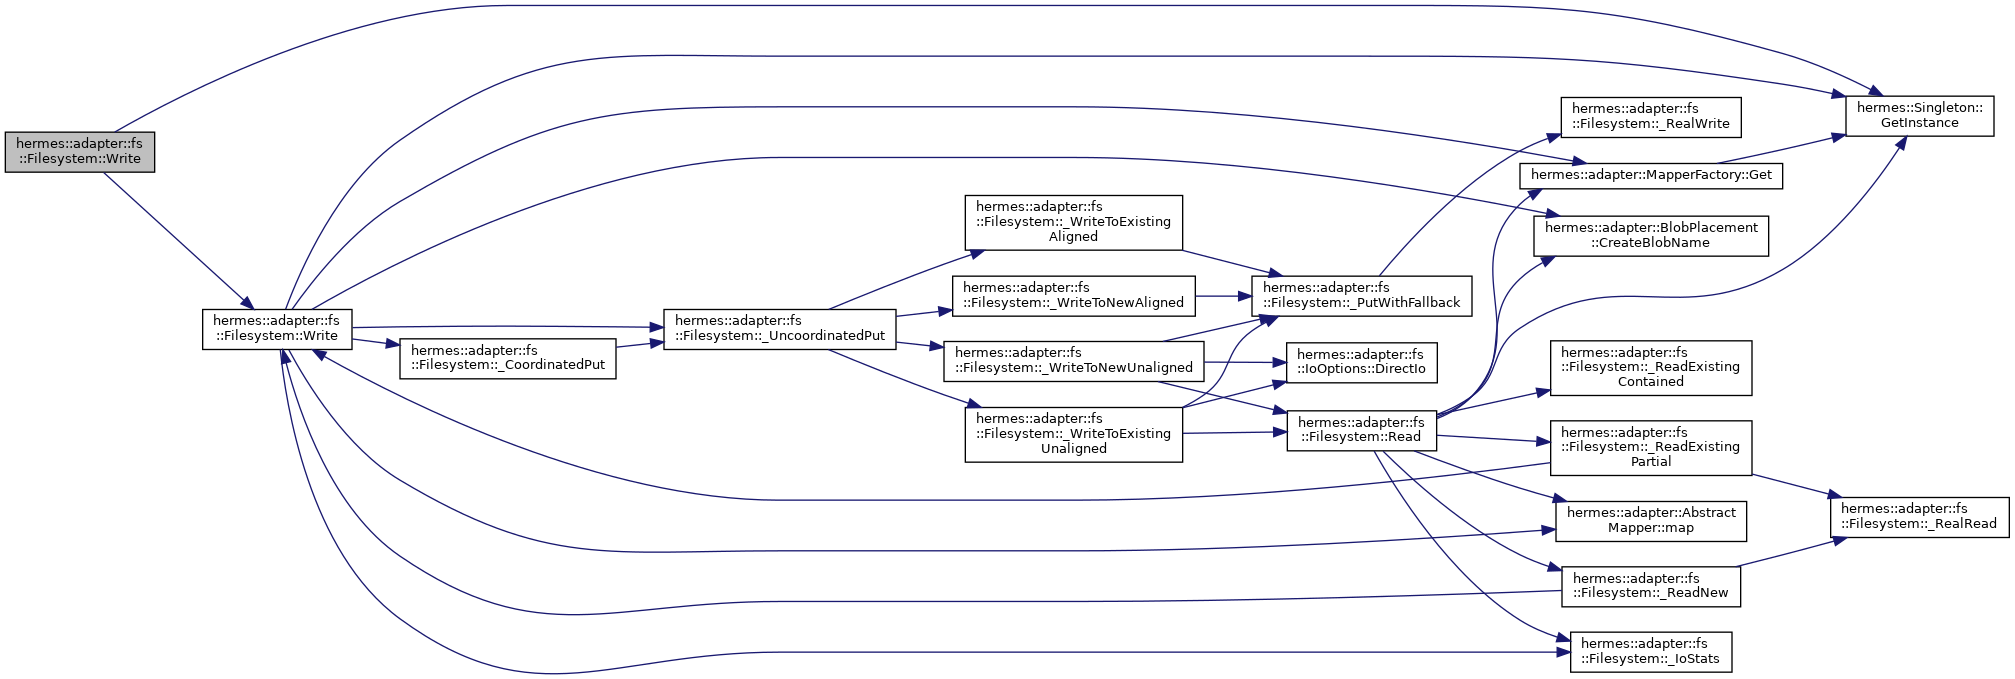 hermes::adapter::fs
::Filesystem::Write
hermes::adapter::fs
::Filesystem::Write
hermes::adapter::fs
::Filesystem::_CoordinatedPut
hermes::adapter::fs
::Filesystem::_UncoordinatedPut
hermes::adapter::fs
::Filesystem::_WriteToExisting
Aligned
hermes::adapter::fs
::Filesystem::_WriteToNewAligned
hermes::adapter::fs
::Filesystem::_WriteToNewUnaligned
hermes::adapter::fs
::Filesystem::_WriteToExisting
Unaligned
hermes::adapter::fs
::Filesystem::_PutWithFallback
hermes::adapter::fs
::IoOptions::DirectIo
hermes::adapter::fs
::Filesystem::Read
hermes::adapter::fs
::Filesystem::_RealWrite
hermes::adapter::MapperFactory::Get
hermes::adapter::BlobPlacement
::CreateBlobName
hermes::adapter::fs
::Filesystem::_ReadExisting
Contained
hermes::adapter::fs
::Filesystem::_ReadExisting
Partial
hermes::adapter::Abstract
Mapper::map
hermes::adapter::fs
::Filesystem::_ReadNew
hermes::adapter::fs
::Filesystem::_IoStats
hermes::Singleton::
GetInstance
hermes::adapter::fs
::Filesystem::_RealRead